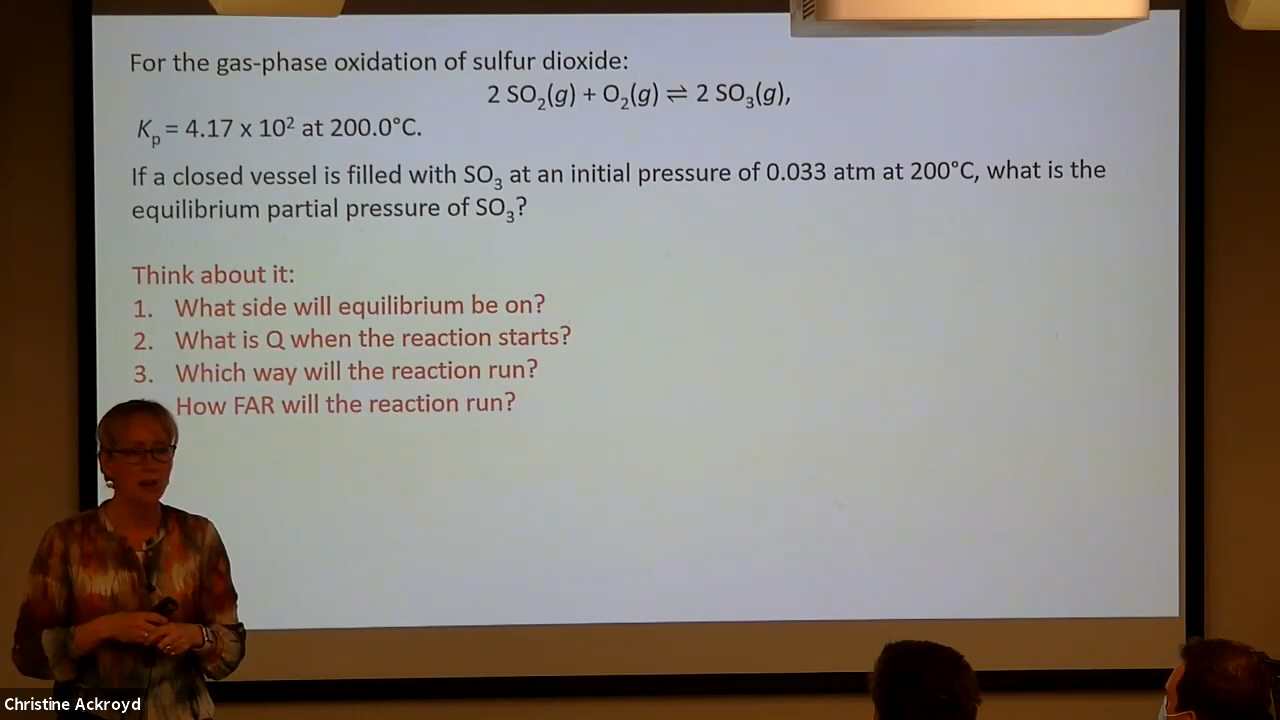 For the gas-phase oxidation of sulfur dioxide:
2 SO₂(g) + O₂(g) ⇌ 2 SO₃(g),
Kₚ = 4.17 x 10² at 200.0°C.
If a closed vessel is filled with SO₃ at an initial pressure of 0.033 atm at 200°C, what is the
equilibrium partial pressure of SO₃?
Think about it:
1. What side will equilibrium be on?
2. What is Q when the reaction starts?
3. Which way will the reaction run?
How FAR will the reaction run?
Christine Ackroyd